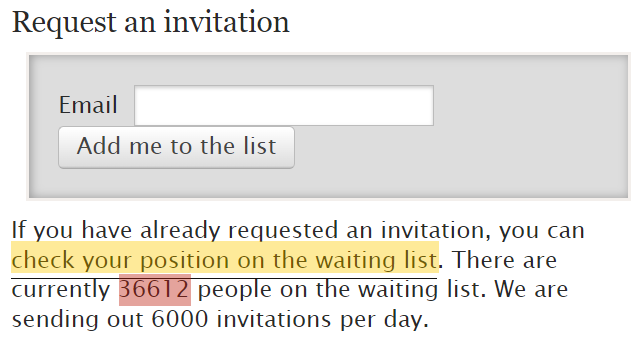 Request an invitation
Email
Add me to the list
If you have already requested an invitation, you can
check your position on the waiting list. There are
currently 36612 people on the waiting list. We are
sending out 6000 invitations per day.